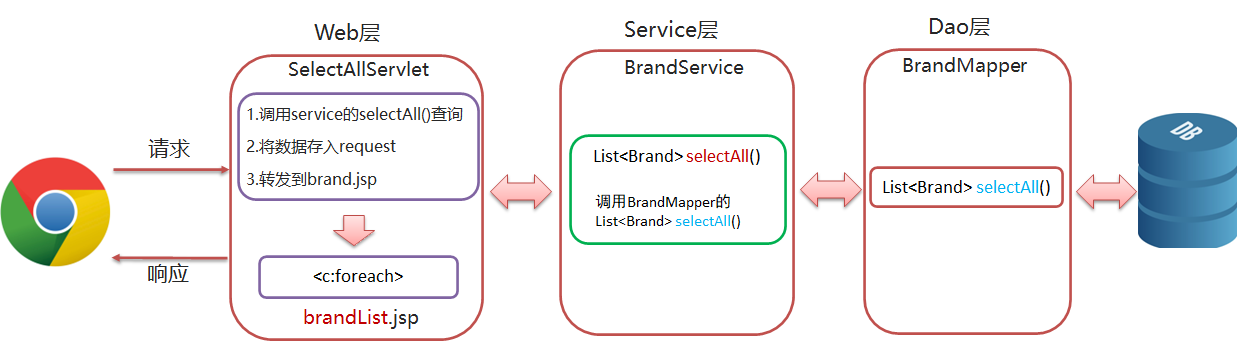 Web层
Service层
Dao层
SelectAllServlet
BrandService
BrandMapper
1.调用service的selectAll()查询
2.将数据存入request
3.转发到brand.jsp
请求
响应
<c:foreach>
brandList.jsp
List<Brand> selectAll()
调用BrandMapper的
List<Brand> selectAll()
List<Brand> selectAll()
DB